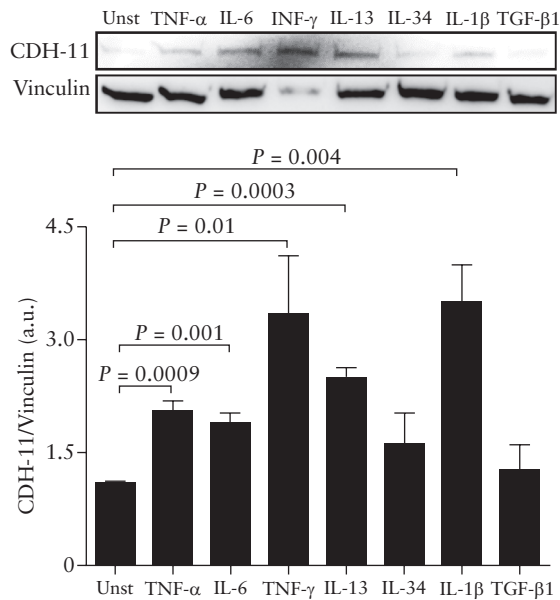 Unst TNF-α IL-6 INF-γ IL-13 IL-34 IL-1β TGF-β1
CDH-11
Vinculin
P = 0.004
P = 0.0003
P = 0.01
P = 0.001
P = 0.0009
CDH-11/Vinculin (a.u.)
4.5
3.0
1.5
0
Unst TNF-α IL-6 TNF-γ IL-13 IL-34 IL-1β TGF-β1